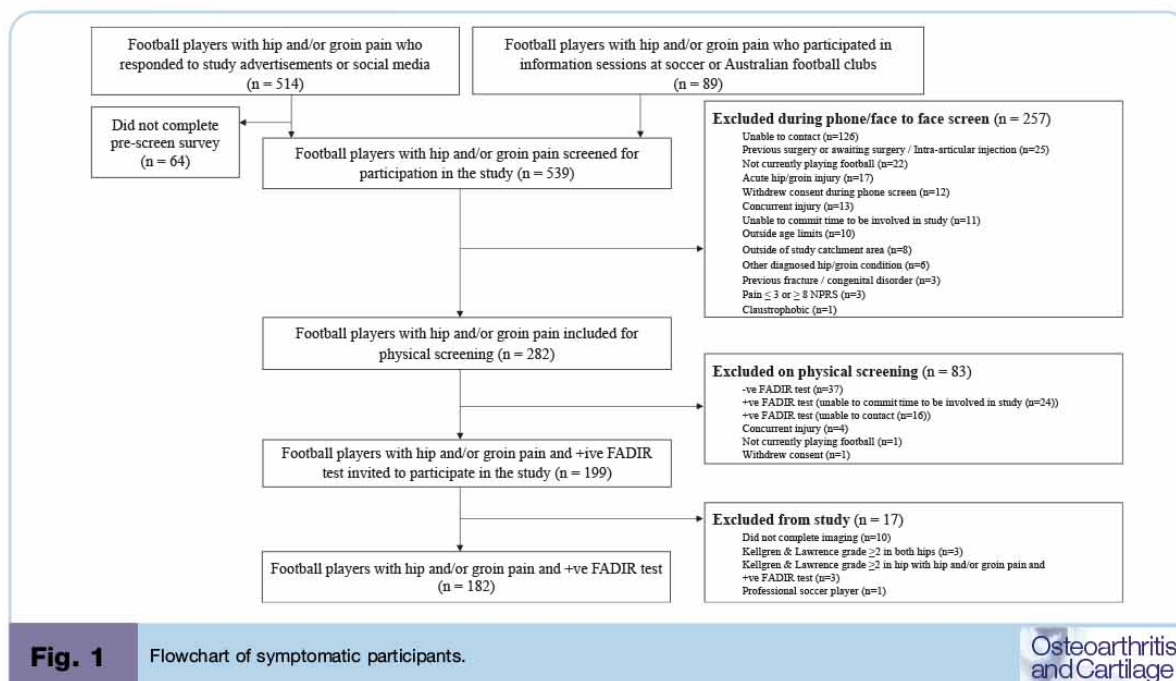 Football players with hip and/or groin pain who
responded to study advertisements or social media
(n = 514)
Football players with hip and/or groin pain who participated in
information sessions at soccer or Australian football clubs
(n = 89)
Did not complete
pre-screen survey
(n = 64)
Football players with hip and/or groin pain screened for
participation in the study (n = 539)
Excluded during phone/face to face screen (n = 257)
Unable to contact (n=126)
Previous surgery or awaiting surgery / Intra-articular injection (n=25)
Not currently playing football (n=22)
Acute hip/groin injury (n=17)
Withdrew consent during phone screen (n=12)
Concurrent injury (n=13)
Unable to commit time to be involved in study (n=11)
Outside age limits (n=10)
Outside of study catchment area (n=8)
Other diagnosed hip/groin condition (n=6)
Previous fracture / congenital disorder (n=3)
Pain ≤ 3 or ≥ 8 NPRS (n=3)
Claustrophobic (n=1)
Football players with hip and/or groin pain included for
physical screening (n = 282)
Excluded on physical screening (n = 83)
-ve FADIR test (n=37)
+ve FADIR test (unable to commit time to be involved in study (n=24))
+ve FADIR test (unable to contact (n=16))
Concurrent injury (n=4)
Not currently playing football (n=1)
Withdrew consent (n=1)
Football players with hip and/or groin pain and +ive FADIR
test invited to participate in the study (n = 199)
Excluded from study (n = 17)
Did not complete imaging (n=10)
Kellgren & Lawrence grade ≥2 in both hips (n=3)
Kellgren & Lawrence grade ≥2 in hip with hip and/or groin pain and
+ve FADIR test (n=3)
Professional soccer player (n=1)
Football players with hip and/or groin pain and +ve FADIR test
(n = 182)
Fig. 1
Flowchart of symptomatic participants.
Osteoarthritis
and Cartilage